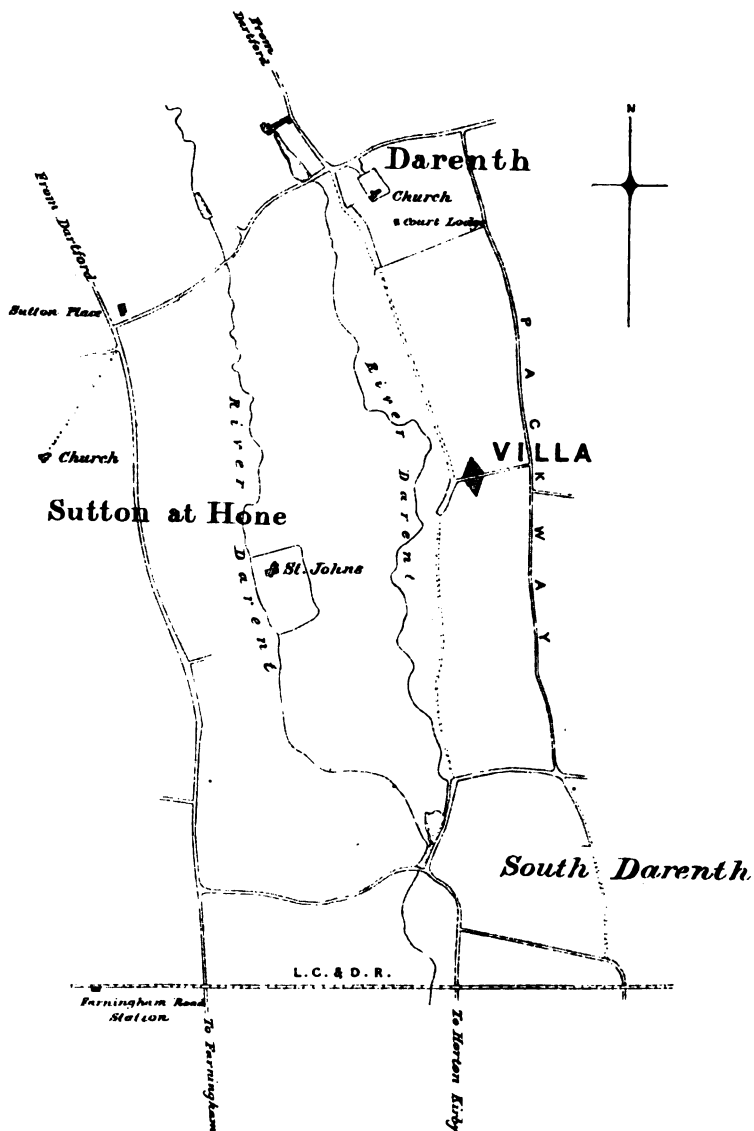 From
Dartford
N
Darenth
Church
Court Lodge
From Dartford
Sutton Place
PACKWAY
River Darent
River Darent
VILLA
Church
Sutton at Hone
St. Johns
South Darenth
L.C. & D.R.
Farningham Road
Station
To Farningham
To Horton Kirby